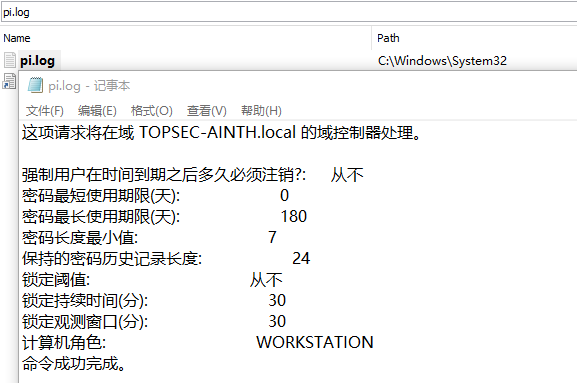 pi.log
Name Path
pi.log C:\Windows\System32
pi.log - 记事本
文件(F) 编辑(E) 格式(O) 查看(V) 帮助(H)
这项请求将在域 TOPSEC-AINTH.local 的域控制器处理。
强制用户在时间到期之后多久必须注销?: 从不
密码最短使用期限(天): 0
密码最长使用期限(天): 180
密码长度最小值: 7
保持的密码历史记录长度: 24
锁定阈值: 从不
锁定持续时间(分): 30
锁定观测窗口(分): 30
计算机角色: WORKSTATION
命令成功完成。